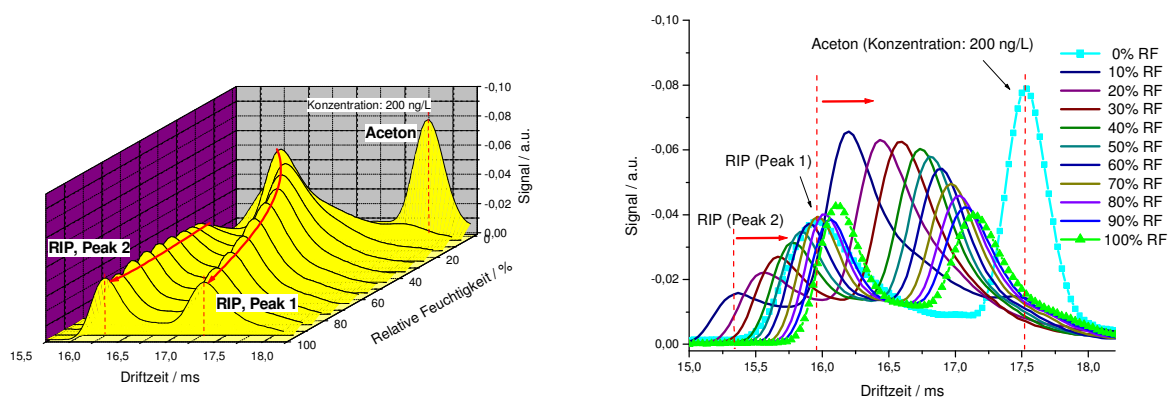 Konzentration: 200 ng/L
Aceton
RIP, Peak 2
RIP, Peak 1
-0,10
-0,08
-0,06
-0,04
-0,02
0,00
Signal / a.u.
0
20
40
60
80
100
Relative Feuchtigkeit / %
15,5 16,0 16,5 17,0 17,5 18,0
Driftzeit / ms
-0,10
-0,08
-0,06
-0,04
-0,02
0,00
Signal / a.u.
Aceton (Konzentration: 200 ng/L)
RIP (Peak 1)
RIP (Peak 2)
0% RF
10% RF
20% RF
30% RF
40% RF
50% RF
60% RF
70% RF
80% RF
90% RF
100% RF
15,0 15,5 16,0 16,5 17,0 17,5 18,0
Driftzeit / ms